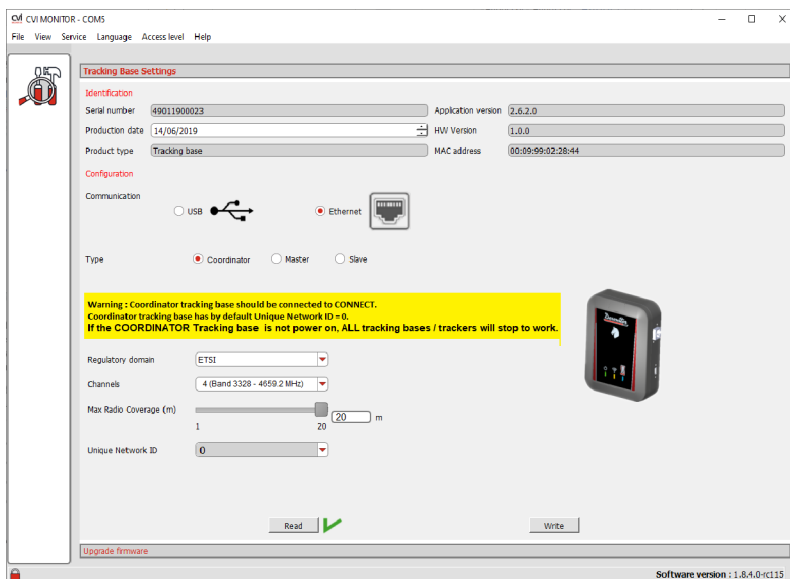 CVI MONITOR - COM5
File View Service Language Access level Help
Tracking Base Settings
Identification
Serial number 49011900023 Application version 2.6.2.0
Production date 14/06/2019 HW Version 1.0.0
Product type Tracking base MAC address 00:09:99:02:28:44
Configuration
Communication
USB Ethernet
Type Coordinator Master Slave
Warning : Coordinator tracking base should be connected to CONNECT.
Coordinator tracking base has by default Unique Network ID = 0.
If the COORDINATOR Tracking base is not power on, ALL tracking bases / trackers will stop to work.
Regulatory domain ETSI
Channels 4 (Band 3328 - 4659.2 MHz)
Max Radio Coverage (m) 20 m
1 20
Unique Network ID 0
Read Write
Upgrade firmware
Software version : 1.8.4.0-rc115